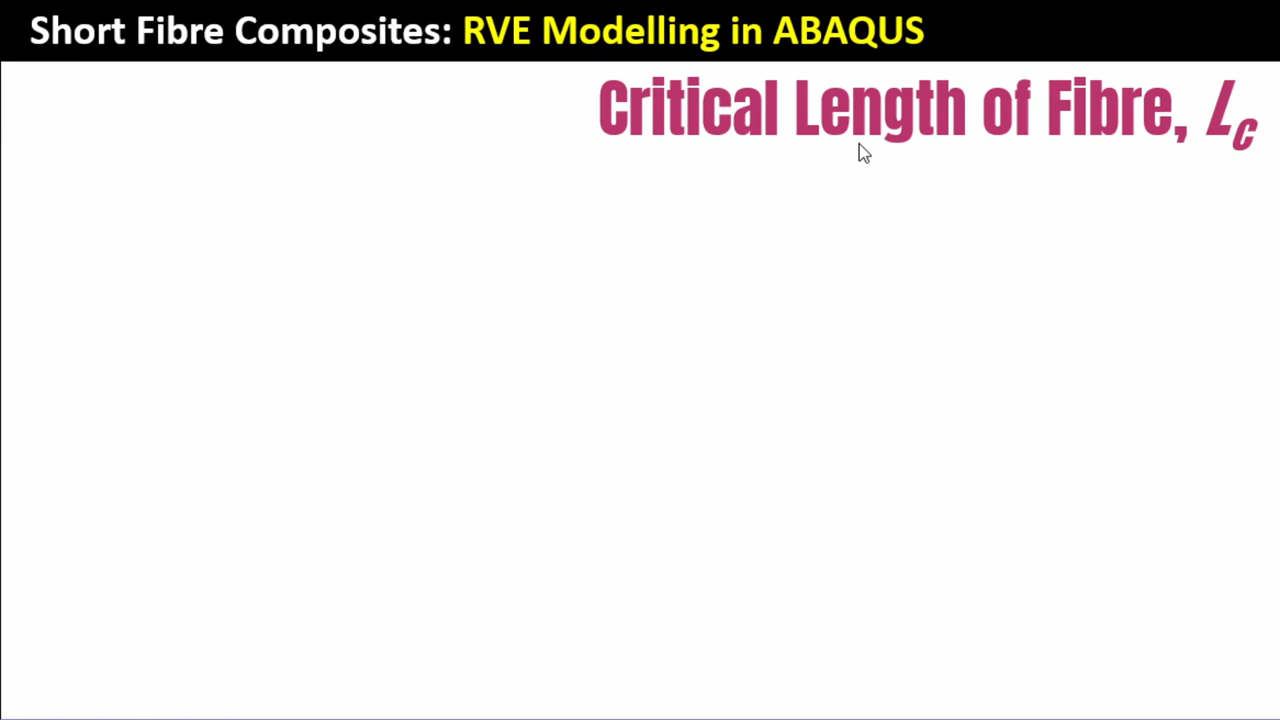 Short Fibre Composites: RVE Modelling in ABAQUS
Critical Length of Fibre, Lc